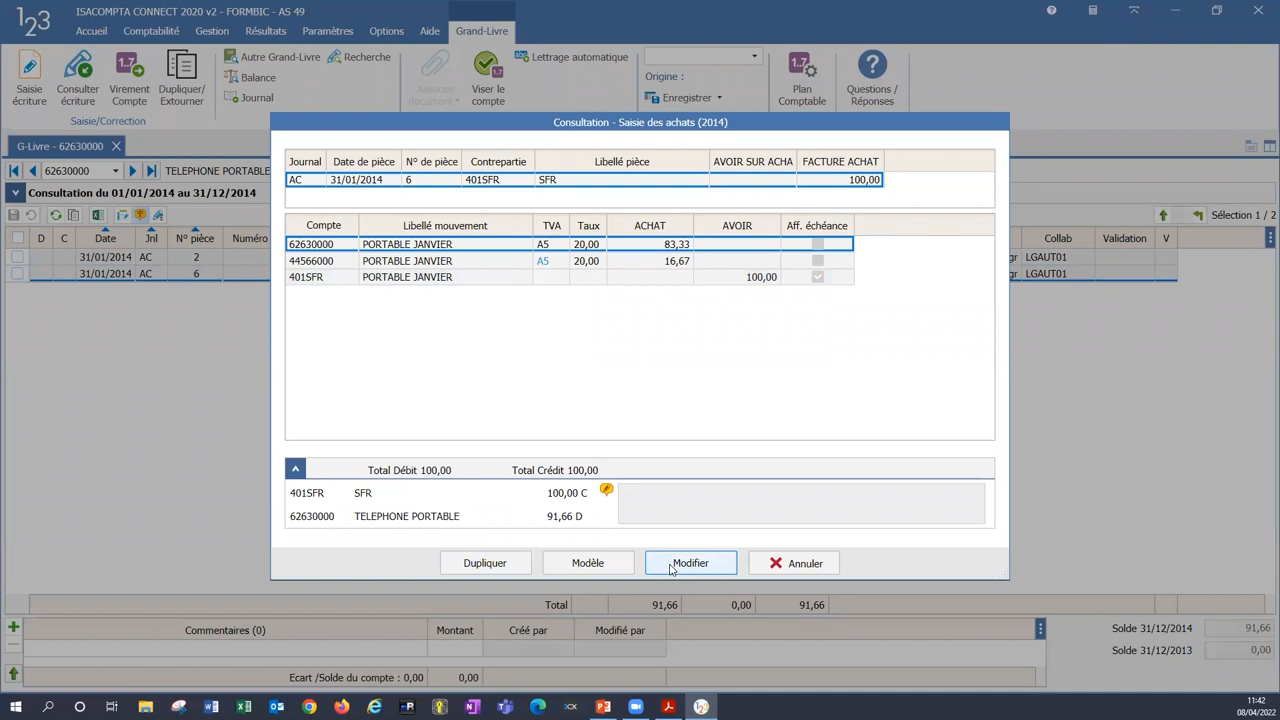 ISACOMPTA CONNECT 2020 v2 - FORMBIC - AS 49
123
Accueil Comptabilité Gestion Résultats Paramètres Options Aide Grand-Livre
Saisie écriture
Consulter écriture
1.7 Virement Compte
Dupliquer/ Extourner
Saisie/Correction
Autre Grand-Livre Recherche
Balance
Journal
Associer document
Viser le compte
Lettrage automatique
Origine :
Enregistrer
Plan Comptable
Questions / Réponses
G-Livre - 62630000
62630000 TELEPHONE PORTABLE
Consultation du 01/01/2014 au 31/12/2014
Sélection 1 / 2
D C Date Jnl N° pièce Numéro Collab Validation V
31/01/2014 AC 2 gr LGAUT01
31/01/2014 AC 6 gr LGAUT01
Consultation - Saisie des achats (2014)
Journal Date de pièce N° de pièce Contrepartie Libellé pièce AVOIR SUR ACHA FACTURE ACHAT
AC 31/01/2014 6 401SFR SFR 100,00
Compte Libellé mouvement TVA Taux ACHAT AVOIR Aff. échéance
62630000 PORTABLE JANVIER A5 20,00 83,33
44566000 PORTABLE JANVIER A5 20,00 16,67
401SFR PORTABLE JANVIER 100,00
Total Débit 100,00 Total Crédit 100,00
401SFR SFR 100,00 C
62630000 TELEPHONE PORTABLE 91,66 D
Dupliquer Modèle Modifier Annuler
Total 91,66 0,00 91,66
Commentaires (0) Montant Créé par Modifié par
Solde 31/12/2014 91,66
Solde 31/12/2013 0,00
Ecart /Solde du compte : 0,00 0,00
11:42
08/04/2022